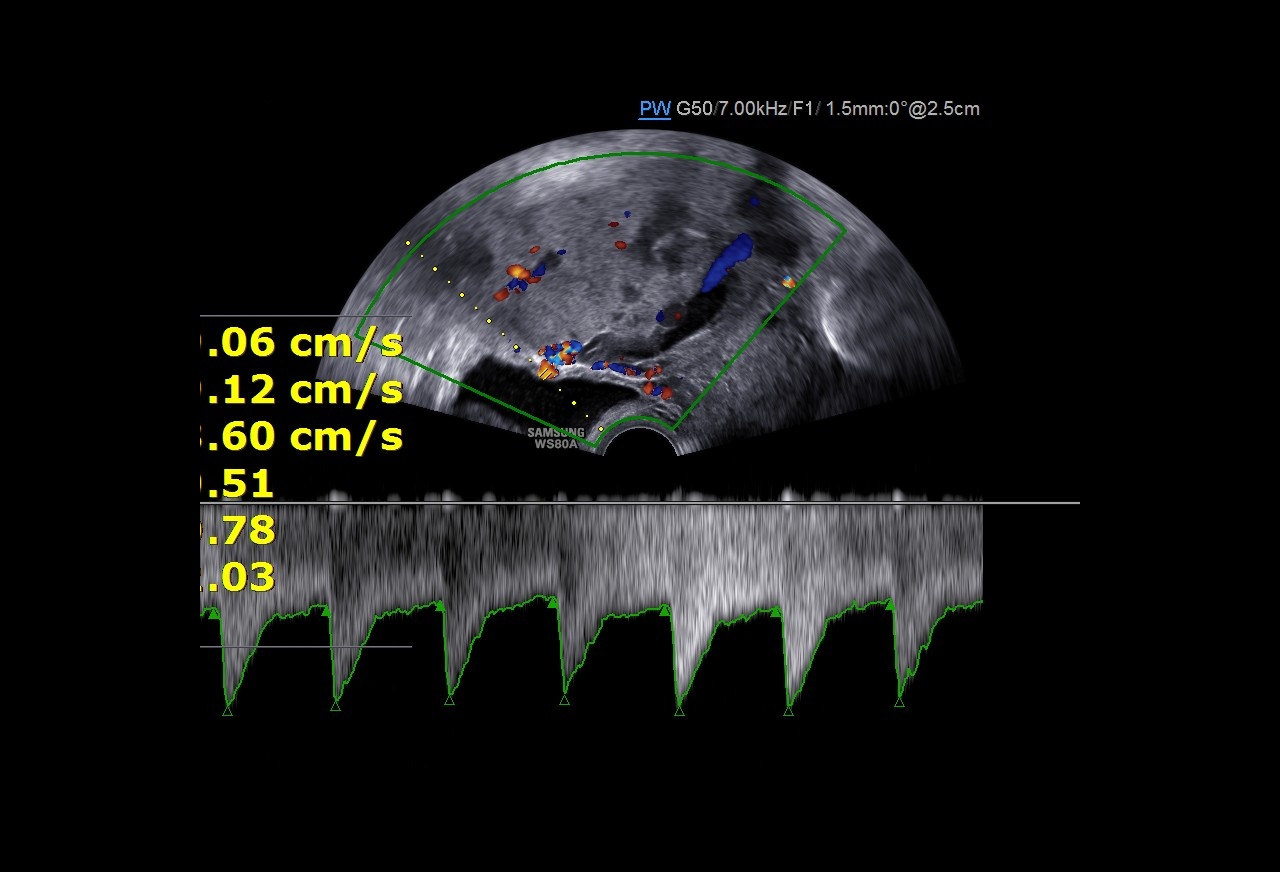 PW G50/7.00kHz/F1/ 1.5mm:0°@2.5cm
.06 cm/s
.12 cm/s
.60 cm/s
SAMSUNG
WS80A
.51
.78
.03